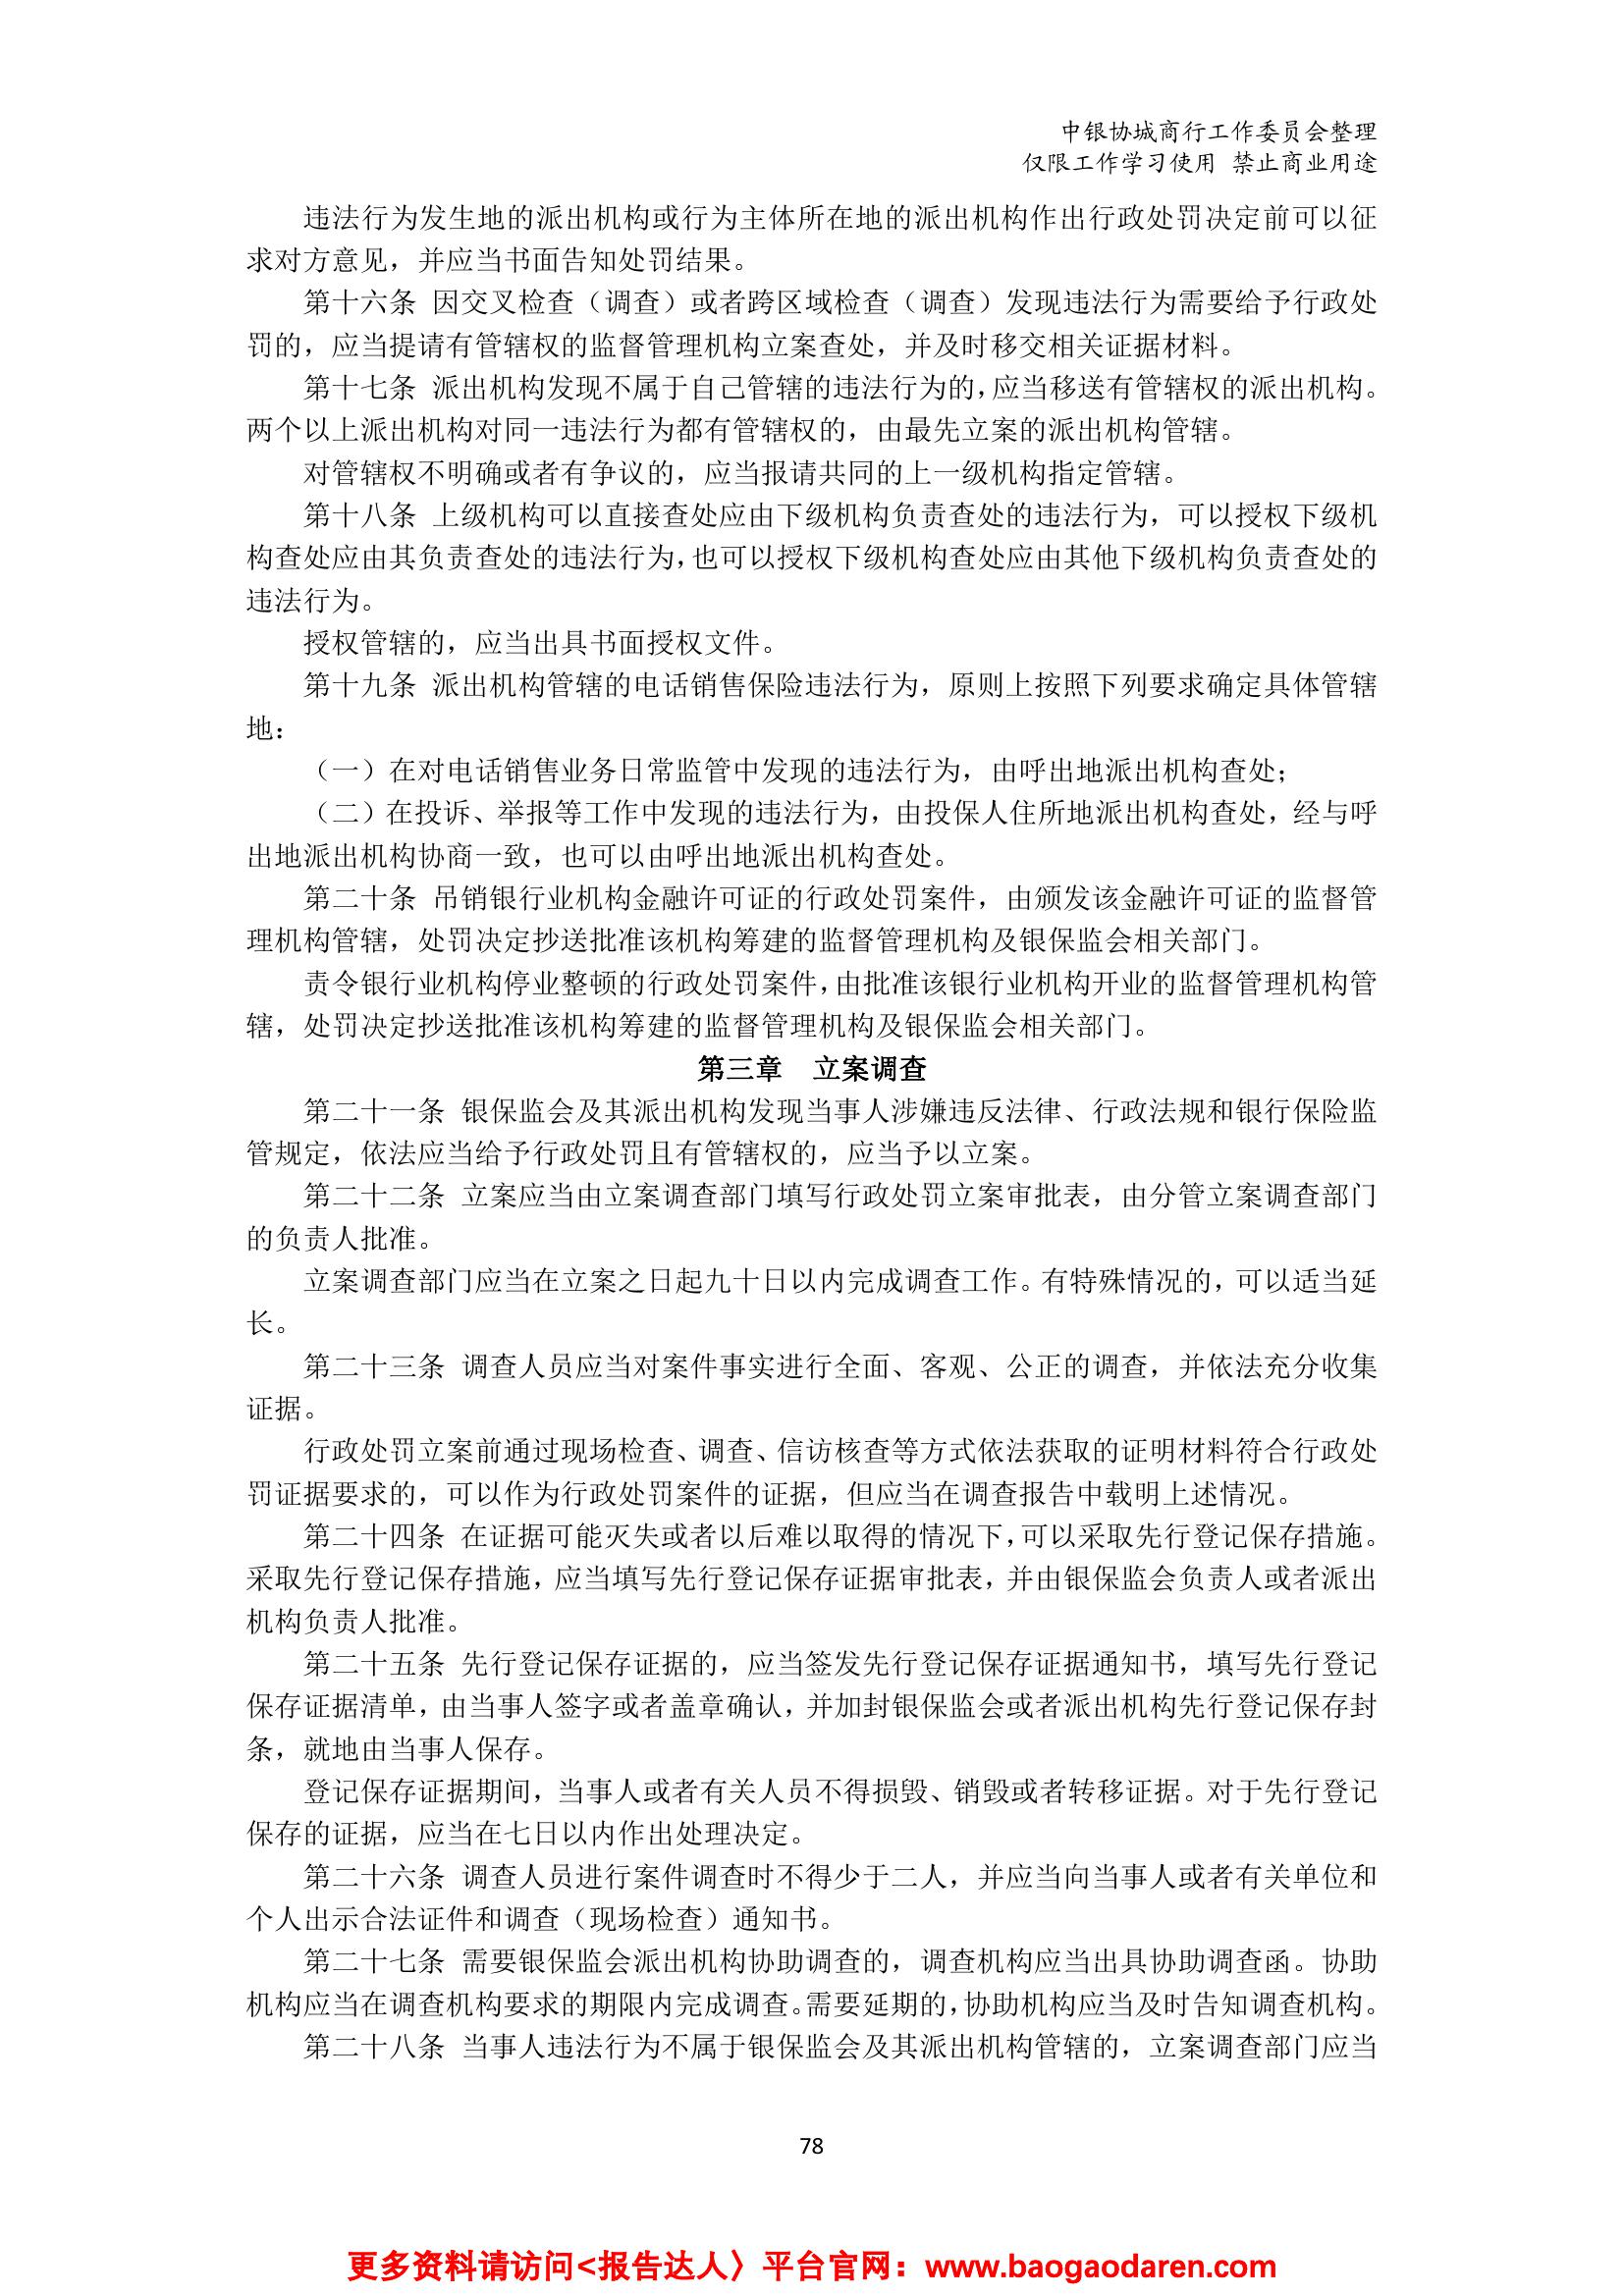 中银协城商行工作委员会整理
仅限工作学习使用 禁止商业用途
违法行为发生地的派出机构或行为主体所在地的派出机构作出行政处罚决定前可以征
求对方意见，并应当书面告知处罚结果。
第十六条 因交叉检查（调查）或者跨区域检查（调查）发现违法行为需要给予行政处
罚的，应当提请有管辖权的监督管理机构立案查处，并及时移交相关证据材料。
第十七条 派出机构发现不属于自己管辖的违法行为的，应当移送有管辖权的派出机构。
两个以上派出机构对同一违法行为都有管辖权的，由最先立案的派出机构管辖。
对管辖权不明确或者有争议的，应当报请共同的上一级机构指定管辖。
第十八条 上级机构可以直接查处应由下级机构负责查处的违法行为，可以授权下级机
构查处应由其负责查处的违法行为，也可以授权下级机构查处应由其他下级机构负责查处的
违法行为。
授权管辖的，应当出具书面授权文件。
第十九条 派出机构管辖的电话销售保险违法行为，原则上按照下列要求确定具体管辖
地：
（一）在对电话销售业务日常监管中发现的违法行为，由呼出地派出机构查处；
（二）在投诉、举报等工作中发现的违法行为，由投保人住所地派出机构查处，经与呼
出地派出机构协商一致，也可以由呼出地派出机构查处。
第二十条 吊销银行业机构金融许可证的行政处罚案件，由颁发该金融许可证的监督管
理机构管辖，处罚决定抄送批准该机构筹建的监督管理机构及银保监会相关部门。
责令银行业机构停业整顿的行政处罚案件，由批准该银行业机构开业的监督管理机构管
辖，处罚决定抄送批准该机构筹建的监督管理机构及银保监会相关部门。
第三章　立案调查
第二十一条 银保监会及其派出机构发现当事人涉嫌违反法律、行政法规和银行保险监
管规定，依法应当给予行政处罚且有管辖权的，应当予以立案。
第二十二条 立案应当由立案调查部门填写行政处罚立案审批表，由分管立案调查部门
的负责人批准。
立案调查部门应当在立案之日起九十日以内完成调查工作。有特殊情况的，可以适当延
长。
第二十三条 调查人员应当对案件事实进行全面、客观、公正的调查，并依法充分收集
证据。
行政处罚立案前通过现场检查、调查、信访核查等方式依法获取的证明材料符合行政处
罚证据要求的，可以作为行政处罚案件的证据，但应当在调查报告中载明上述情况。
第二十四条 在证据可能灭失或者以后难以取得的情况下，可以采取先行登记保存措施。
采取先行登记保存措施，应当填写先行登记保存证据审批表，并由银保监会负责人或者派出
机构负责人批准。
第二十五条 先行登记保存证据的，应当签发先行登记保存证据通知书，填写先行登记
保存证据清单，由当事人签字或者盖章确认，并加封银保监会或者派出机构先行登记保存封
条，就地由当事人保存。
登记保存证据期间，当事人或者有关人员不得损毁、销毁或者转移证据。对于先行登记
保存的证据，应当在七日以内作出处理决定。
第二十六条 调查人员进行案件调查时不得少于二人，并应当向当事人或者有关单位和
个人出示合法证件和调查（现场检查）通知书。
第二十七条 需要银保监会派出机构协助调查的，调查机构应当出具协助调查函。协助
机构应当在调查机构要求的期限内完成调查。需要延期的，协助机构应当及时告知调查机构。
第二十八条 当事人违法行为不属于银保监会及其派出机构管辖的，立案调查部门应当
78
更多资料请访问<报告达人〉平台官网：www.baogaodaren.com